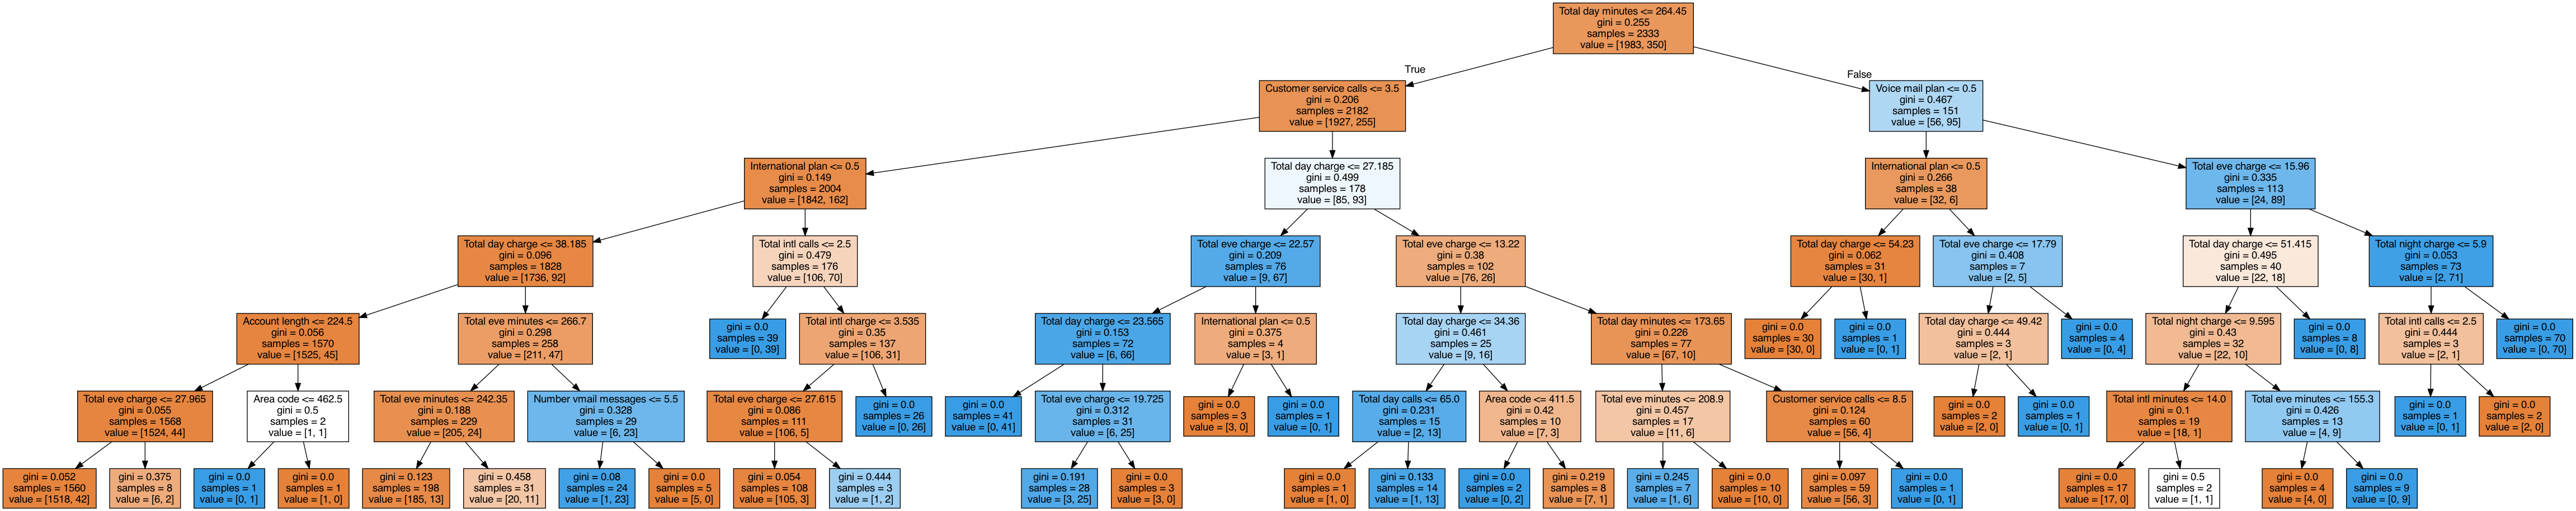 Total day minutes <= 264.45
gini = 0.255
samples = 2333
value = [1983, 350]
True
False
Customer service calls <= 3.5
gini = 0.206
samples = 2182
value = [1927, 255]
Voice mail plan <= 0.5
gini = 0.467
samples = 151
value = [56, 95]
International plan <= 0.5
gini = 0.149
samples = 2004
value = [1842, 162]
Total day charge <= 27.185
gini = 0.499
samples = 178
value = [85, 93]
International plan <= 0.5
gini = 0.266
samples = 38
value = [32, 6]
Total eve charge <= 15.96
gini = 0.335
samples = 113
value = [24, 89]
Total day charge <= 38.185
gini = 0.096
samples = 1828
value = [1736, 92]
Total intl calls <= 2.5
gini = 0.479
samples = 176
value = [106, 70]
Total eve charge <= 22.57
gini = 0.209
samples = 76
value = [9, 67]
Total eve charge <= 13.22
gini = 0.38
samples = 102
value = [76, 26]
Total day charge <= 54.23
gini = 0.062
samples = 31
value = [30, 1]
Total eve charge <= 17.79
gini = 0.408
samples = 7
value = [2, 5]
Total day charge <= 51.415
gini = 0.495
samples = 40
value = [22, 18]
Total night charge <= 5.9
gini = 0.053
samples = 73
value = [2, 71]
Account length <= 224.5
gini = 0.056
samples = 1570
value = [1525, 45]
Total eve minutes <= 266.7
gini = 0.298
samples = 258
value = [211, 47]
gini = 0.0
samples = 39
value = [0, 39]
Total intl charge <= 3.535
gini = 0.35
samples = 137
value = [106, 31]
Total day charge <= 23.565
gini = 0.153
samples = 72
value = [6, 66]
International plan <= 0.5
gini = 0.375
samples = 4
value = [3, 1]
Total day charge <= 34.36
gini = 0.461
samples = 25
value = [9, 16]
Total day minutes <= 173.65
gini = 0.226
samples = 77
value = [67, 10]
gini = 0.0
samples = 30
value = [30, 0]
gini = 0.0
samples = 1
value = [0, 1]
Total day charge <= 49.42
gini = 0.444
samples = 3
value = [2, 1]
gini = 0.0
samples = 4
value = [0, 4]
Total night charge <= 9.595
gini = 0.43
samples = 32
value = [22, 10]
gini = 0.0
samples = 8
value = [0, 8]
Total intl calls <= 2.5
gini = 0.444
samples = 3
value = [2, 1]
gini = 0.0
samples = 70
value = [0, 70]
Total eve charge <= 27.965
gini = 0.055
samples = 1568
value = [1524, 44]
Area code <= 462.5
gini = 0.5
samples = 2
value = [1, 1]
Total eve minutes <= 242.35
gini = 0.188
samples = 229
value = [205, 24]
Number vmail messages <= 5.5
gini = 0.328
samples = 29
value = [6, 23]
Total eve charge <= 27.615
gini = 0.086
samples = 111
value = [106, 5]
gini = 0.0
samples = 26
value = [0, 26]
gini = 0.0
samples = 41
value = [0, 41]
Total eve charge <= 19.725
gini = 0.312
samples = 31
value = [6, 25]
gini = 0.0
samples = 3
value = [3, 0]
gini = 0.0
samples = 1
value = [0, 1]
Total day calls <= 65.0
gini = 0.231
samples = 15
value = [2, 13]
Area code <= 411.5
gini = 0.42
samples = 10
value = [7, 3]
Total eve minutes <= 208.9
gini = 0.457
samples = 17
value = [11, 6]
Customer service calls <= 8.5
gini = 0.124
samples = 60
value = [56, 4]
gini = 0.0
samples = 2
value = [2, 0]
gini = 0.0
samples = 1
value = [0, 1]
Total intl minutes <= 14.0
gini = 0.1
samples = 19
value = [18, 1]
Total eve minutes <= 155.3
gini = 0.426
samples = 13
value = [4, 9]
gini = 0.0
samples = 1
value = [0, 1]
gini = 0.0
samples = 2
value = [2, 0]
gini = 0.052
samples = 1560
value = [1518, 42]
gini = 0.375
samples = 8
value = [6, 2]
gini = 0.0
samples = 1
value = [0, 1]
gini = 0.0
samples = 1
value = [1, 0]
gini = 0.123
samples = 198
value = [185, 13]
gini = 0.458
samples = 31
value = [20, 11]
gini = 0.08
samples = 24
value = [1, 23]
gini = 0.0
samples = 5
value = [5, 0]
gini = 0.054
samples = 108
value = [105, 3]
gini = 0.444
samples = 3
value = [1, 2]
gini = 0.191
samples = 28
value = [3, 25]
gini = 0.0
samples = 3
value = [3, 0]
gini = 0.0
samples = 1
value = [1, 0]
gini = 0.133
samples = 14
value = [1, 13]
gini = 0.0
samples = 2
value = [0, 2]
gini = 0.219
samples = 8
value = [7, 1]
gini = 0.245
samples = 7
value = [1, 6]
gini = 0.0
samples = 10
value = [10, 0]
gini = 0.097
samples = 59
value = [56, 3]
gini = 0.0
samples = 1
value = [0, 1]
gini = 0.0
samples = 17
value = [17, 0]
gini = 0.5
samples = 2
value = [1, 1]
gini = 0.0
samples = 4
value = [4, 0]
gini = 0.0
samples = 9
value = [0, 9]